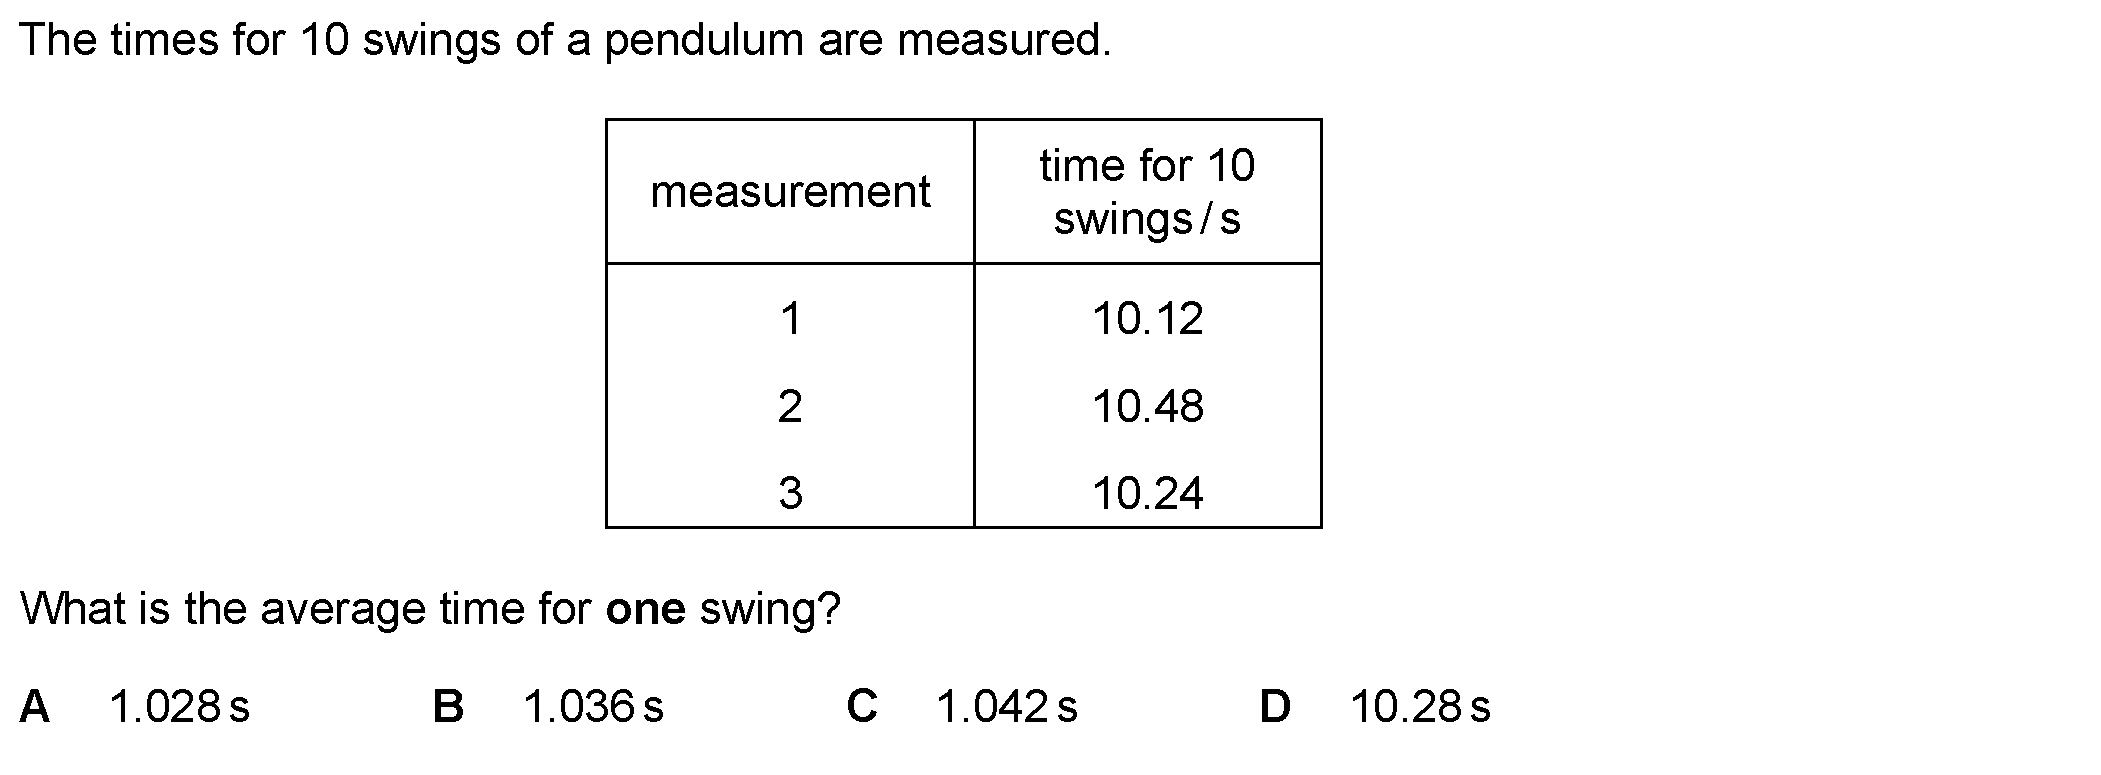 The times for 10 swings of a pendulum are measured.
measurement
time for 10
swings / s
1 10.12
2 10.48
3 10.24
What is the average time for one swing?
A 1.028 s B 1.036 s C 1.042 s D 10.28 s